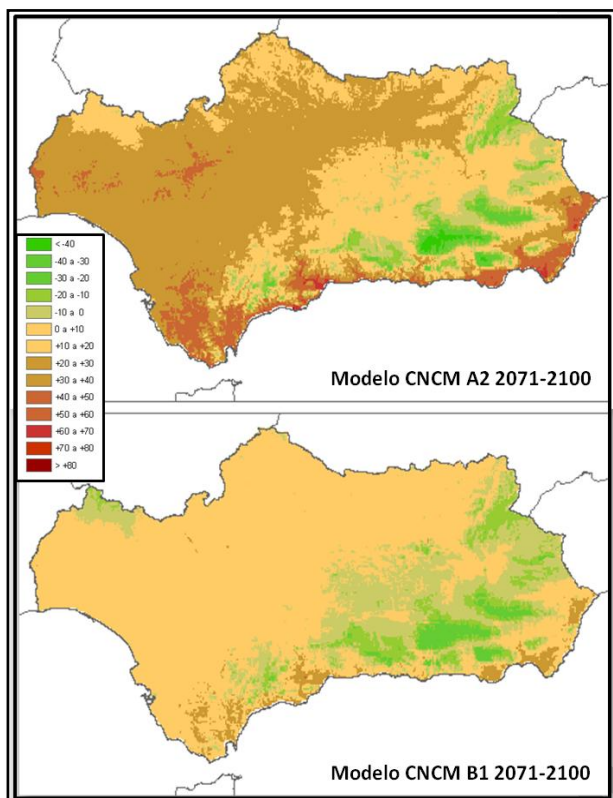 < -40
-40 a -30
-30 a -20
-20 a -10
-10 a 0
0 a +10
+10 a +20
+20 a +30
+30 a +40
+40 a +50
+50 a +60
+60 a +70
+70 a +80
> +80
Modelo CNCM A2 2071-2100
Modelo CNCM B1 2071-2100